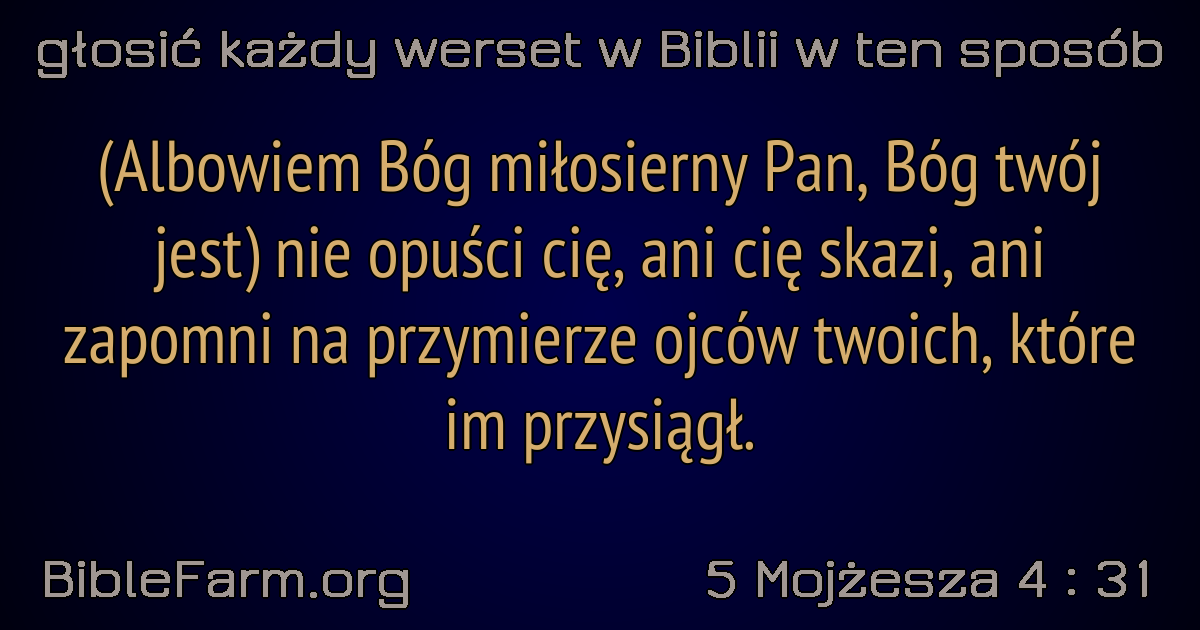 głosić każdy werset w Biblii w ten sposób
(Albowiem Bóg miłosierny Pan, Bóg twój
jest) nie opuści cię, ani cię skazi, ani
zapomni na przymierze ojców twoich, które
im przysiągł.
BibleFarm.org
5 Mojżesza 4 : 31